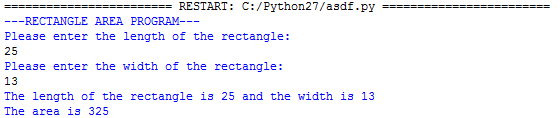 ======================== RESTART: C:/Python27/asdf.py ========================
---RECTANGLE AREA PROGRAM---
Please enter the length of the rectangle:
25
Please enter the width of the rectangle:
13
The length of the rectangle is 25 and the width is 13
The area is 325